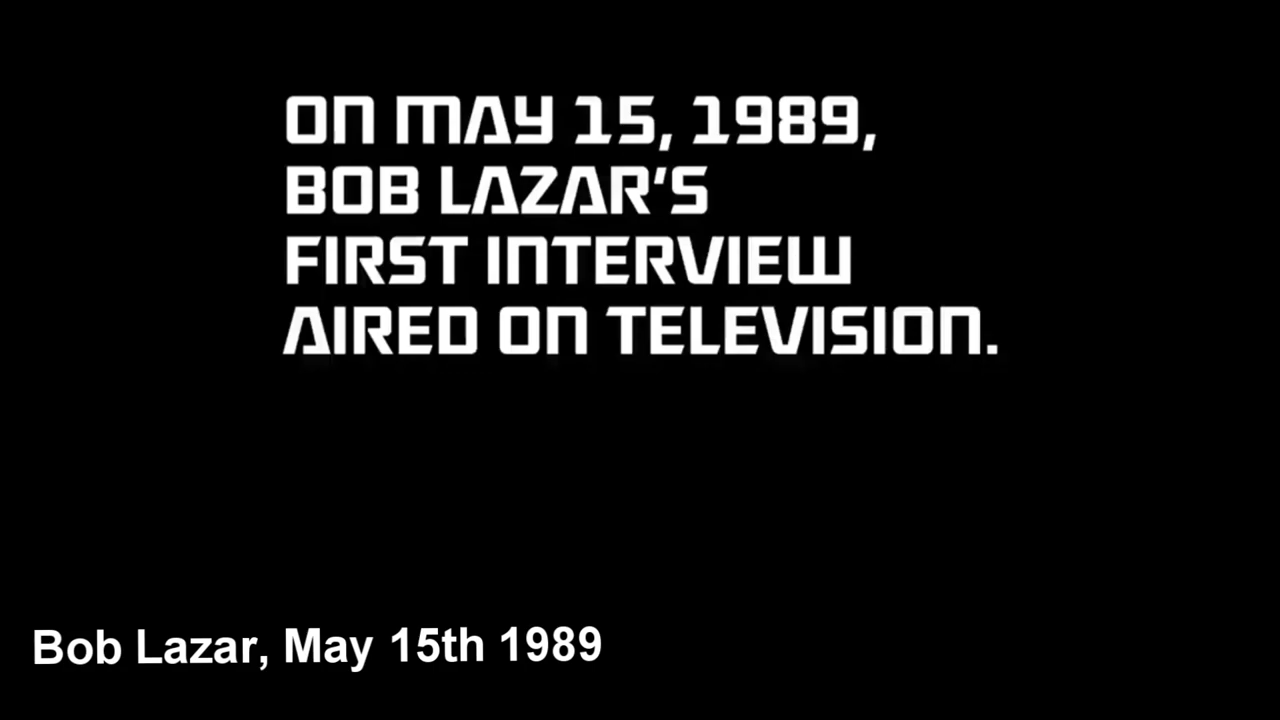 ON MAY 15, 1989,
BOB LAZAR'S
FIRST INTERVIEW
AIRED ON TELEVISION.
Bob Lazar, May 15th 1989